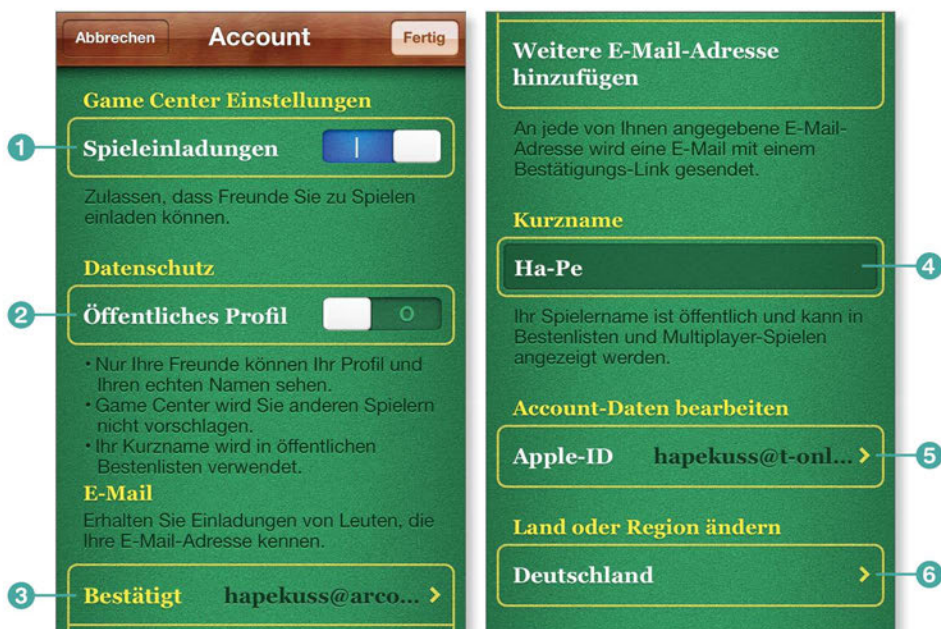 Abbrechen Account Fertig
Game Center Einstellungen
1 Spieleinladungen
Zulassen, dass Freunde Sie zu Spielen
einladen können.
Datenschutz
2 Öffentliches Profil O
• Nur Ihre Freunde können Ihr Profil und
Ihren echten Namen sehen.
• Game Center wird Sie anderen Spielern
nicht vorschlagen.
• Ihr Kurzname wird in öffentlichen
Bestenlisten verwendet.
E-Mail
Erhalten Sie Einladungen von Leuten, die
Ihre E-Mail-Adresse kennen.
3 Bestätigt hapekuss@arco... >
Weitere E-Mail-Adresse
hinzufügen
An jede von Ihnen angegebene E-Mail-
Adresse wird eine E-Mail mit einem
Bestätigungs-Link gesendet.
Kurzname
Ha-Pe 4
Ihr Spielername ist öffentlich und kann in
Bestenlisten und Multiplayer-Spielen
angezeigt werden.
Account-Daten bearbeiten
Apple-ID hapekuss@t-onl... > 5
Land oder Region ändern
Deutschland > 6